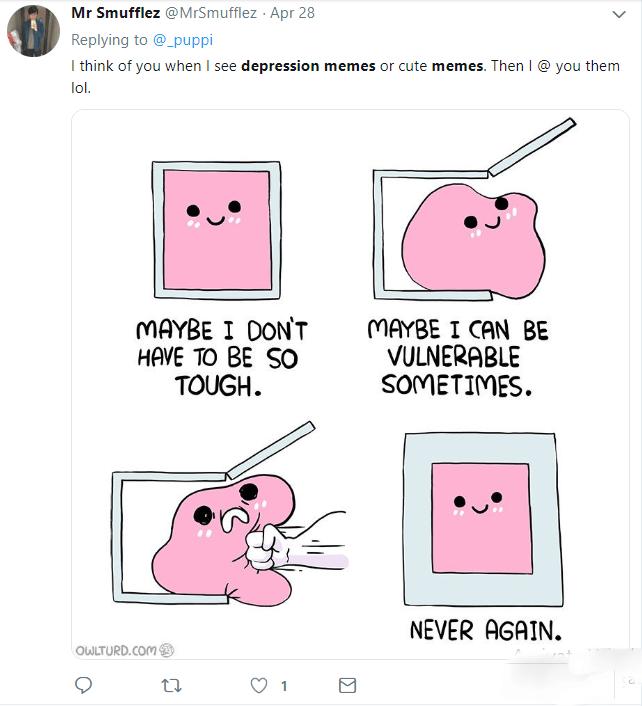 Mr Smufflez @MrSmufflez · Apr 28
Replying to @_puppi
I think of you when I see depression memes or cute memes. Then I @ you them
lol.
MAYBE I DON'T
HAVE TO BE SO
TOUGH.
MAYBE I CAN BE
VULNERABLE
SOMETIMES.
NEVER AGAIN.
OWLTURD.COM
1